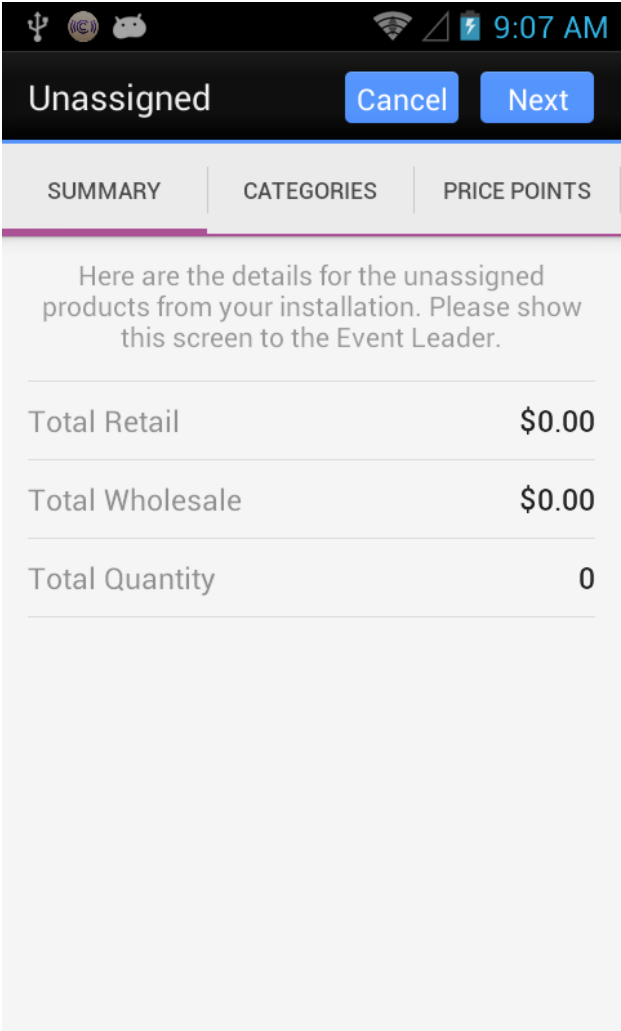 9:07 AM
Unassigned Cancel Next
SUMMARY CATEGORIES PRICE POINTS
Here are the details for the unassigned
products from your installation. Please show
this screen to the Event Leader.
Total Retail $0.00
Total Wholesale $0.00
Total Quantity 0